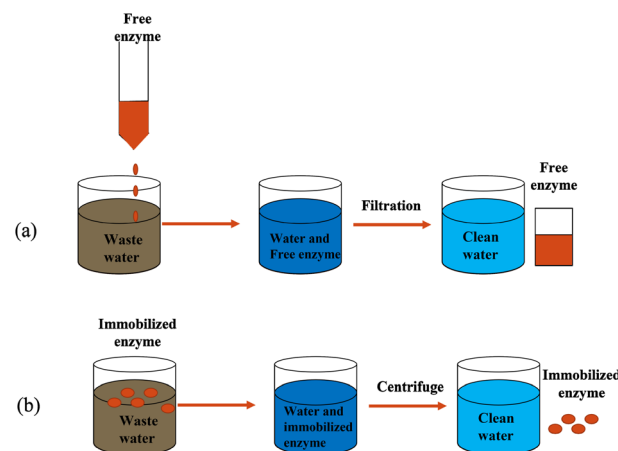 Free
enzyme
(a)
Waste
water
Water and
Free enzyme
Filtration
Clean
water
Free
enzyme
Immobilized
enzyme
(b)
Waste
water
Water and
immobilized
enzyme
Centrifuge
Clean
water
Immobilized
enzyme